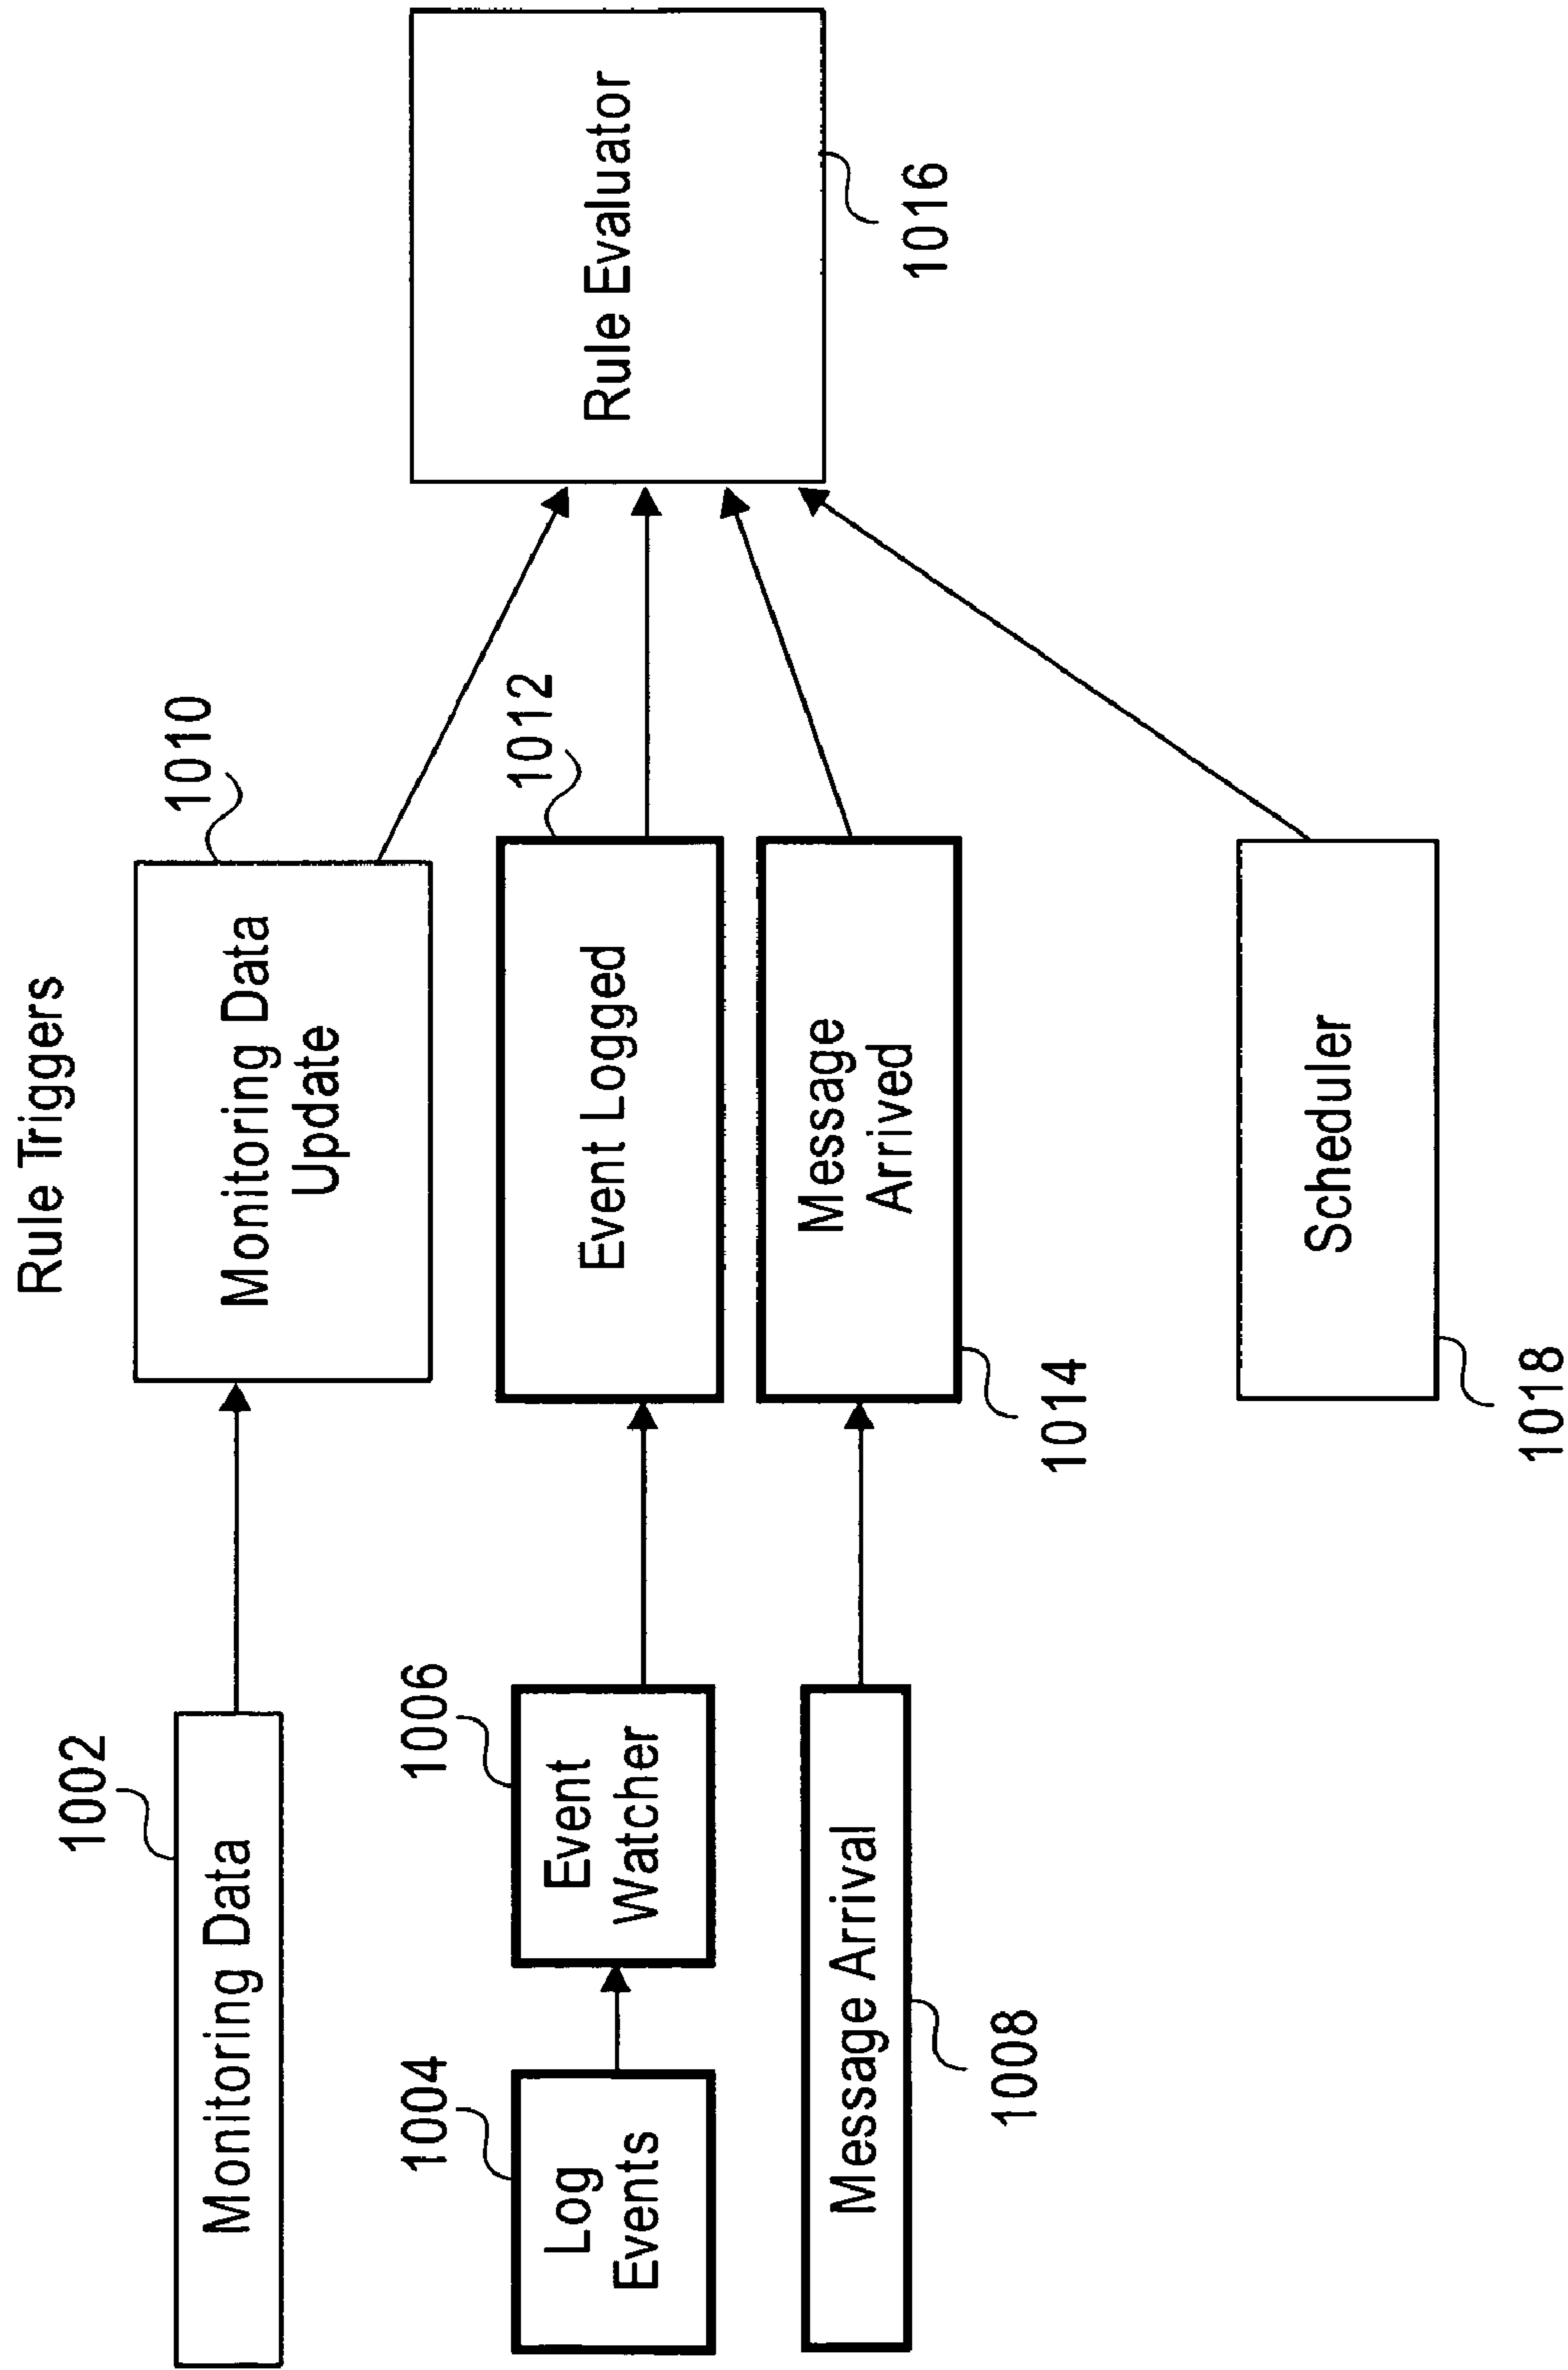 Rule Triggers
1002
Monitoring Data
1010
Monitoring Data
Update
1004
Log
Events
1006
Event
Watcher
1012
Event Logged
Message Arrival
1008
Message
Arrived
1014
Scheduler
1018
Rule Evaluator
1016